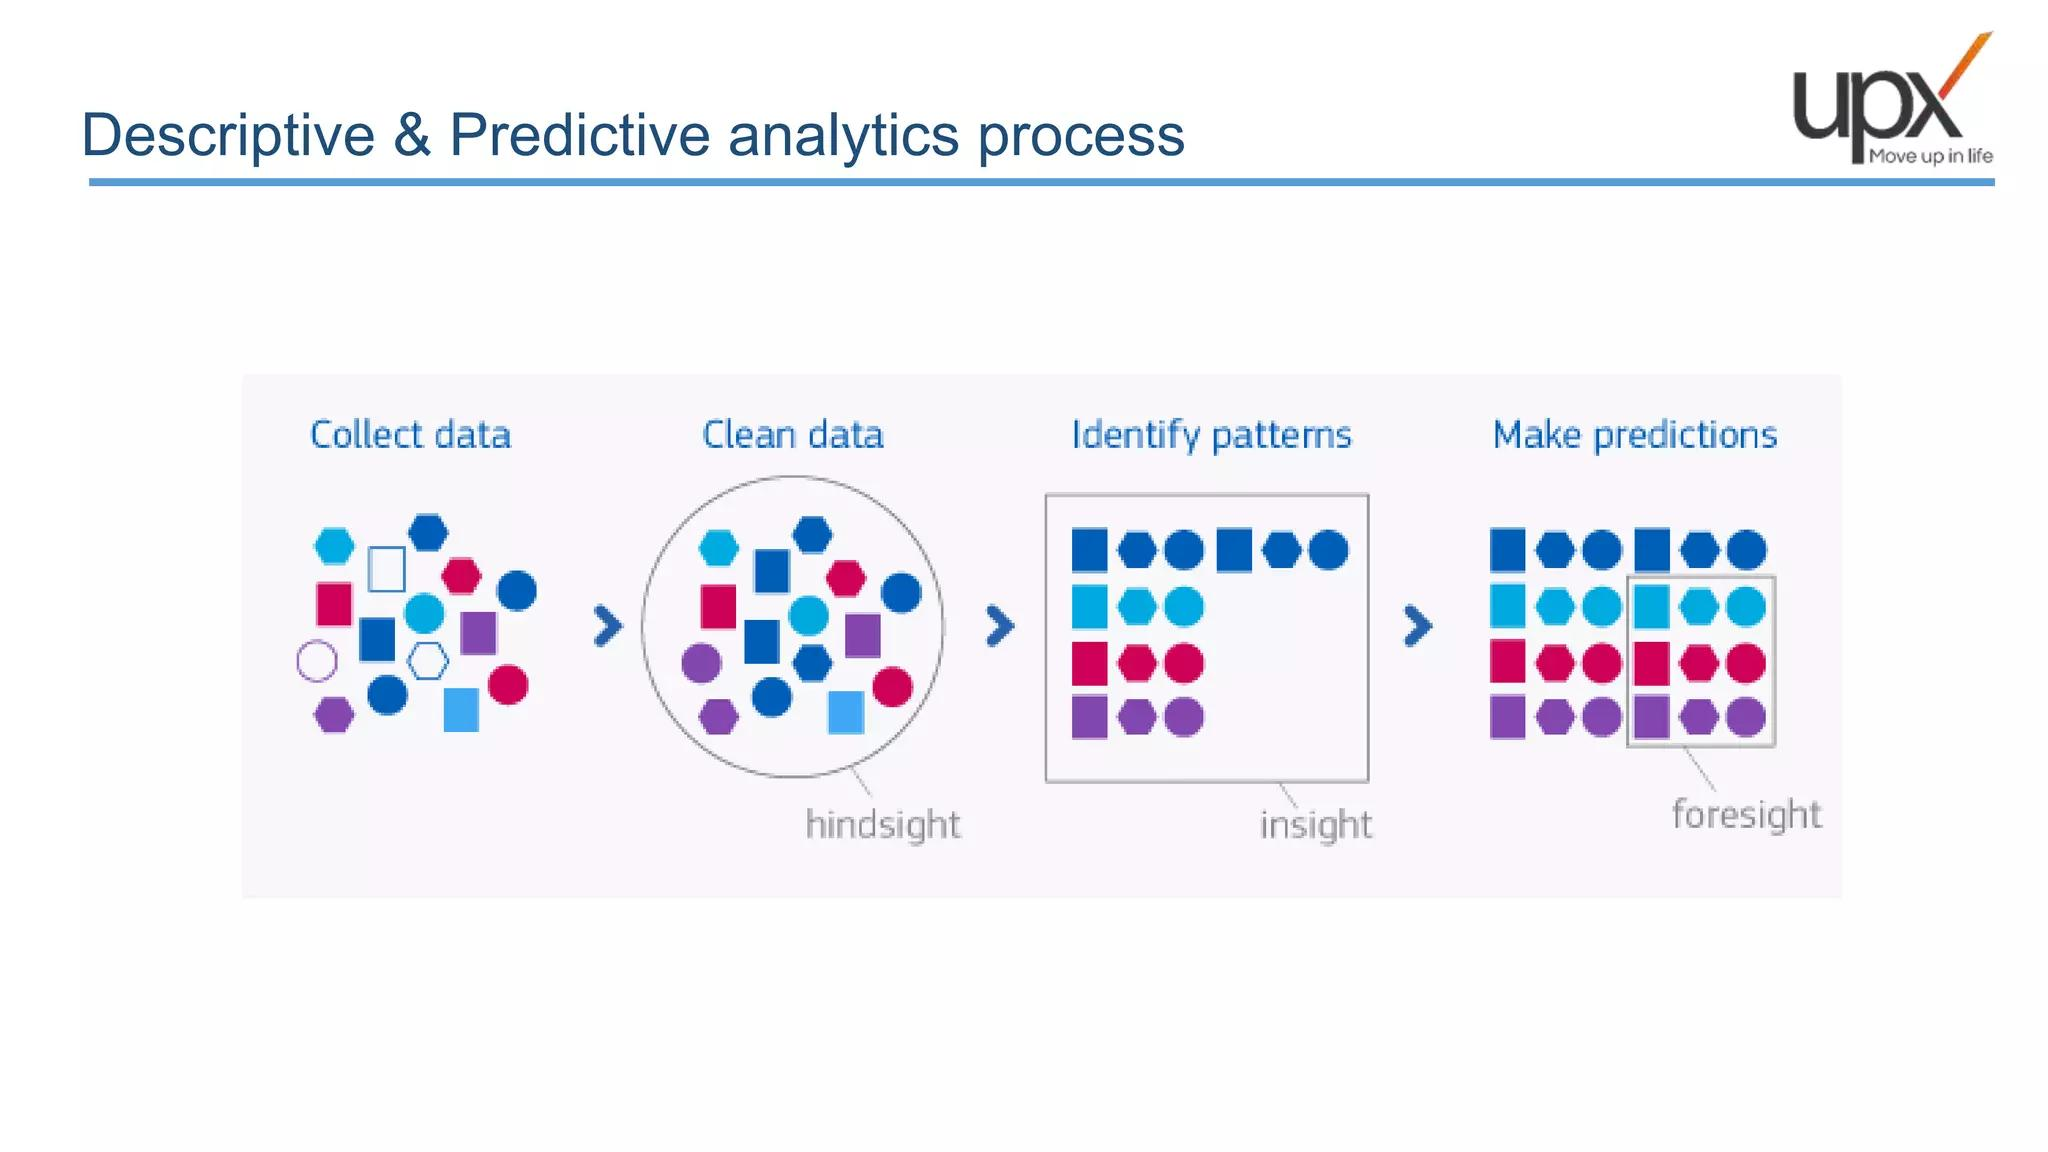 Descriptive & Predictive analytics process
upx
Move up in life
Collect data
Clean data
Identify patterns
Make predictions
hindsight
insight
foresight